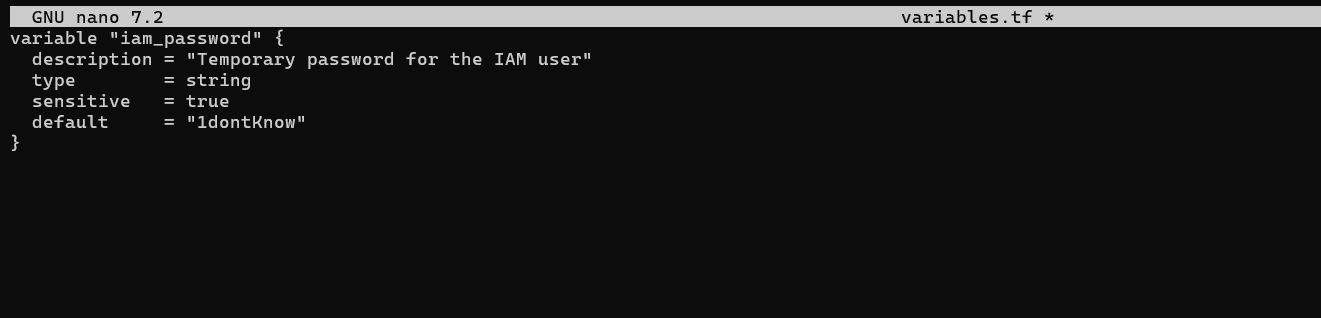 GNU nano 7.2 variables.tf *
variable "iam_password" {
  description = "Temporary password for the IAM user"
  type        = string
  sensitive   = true
  default     = "1dontKnow"
}